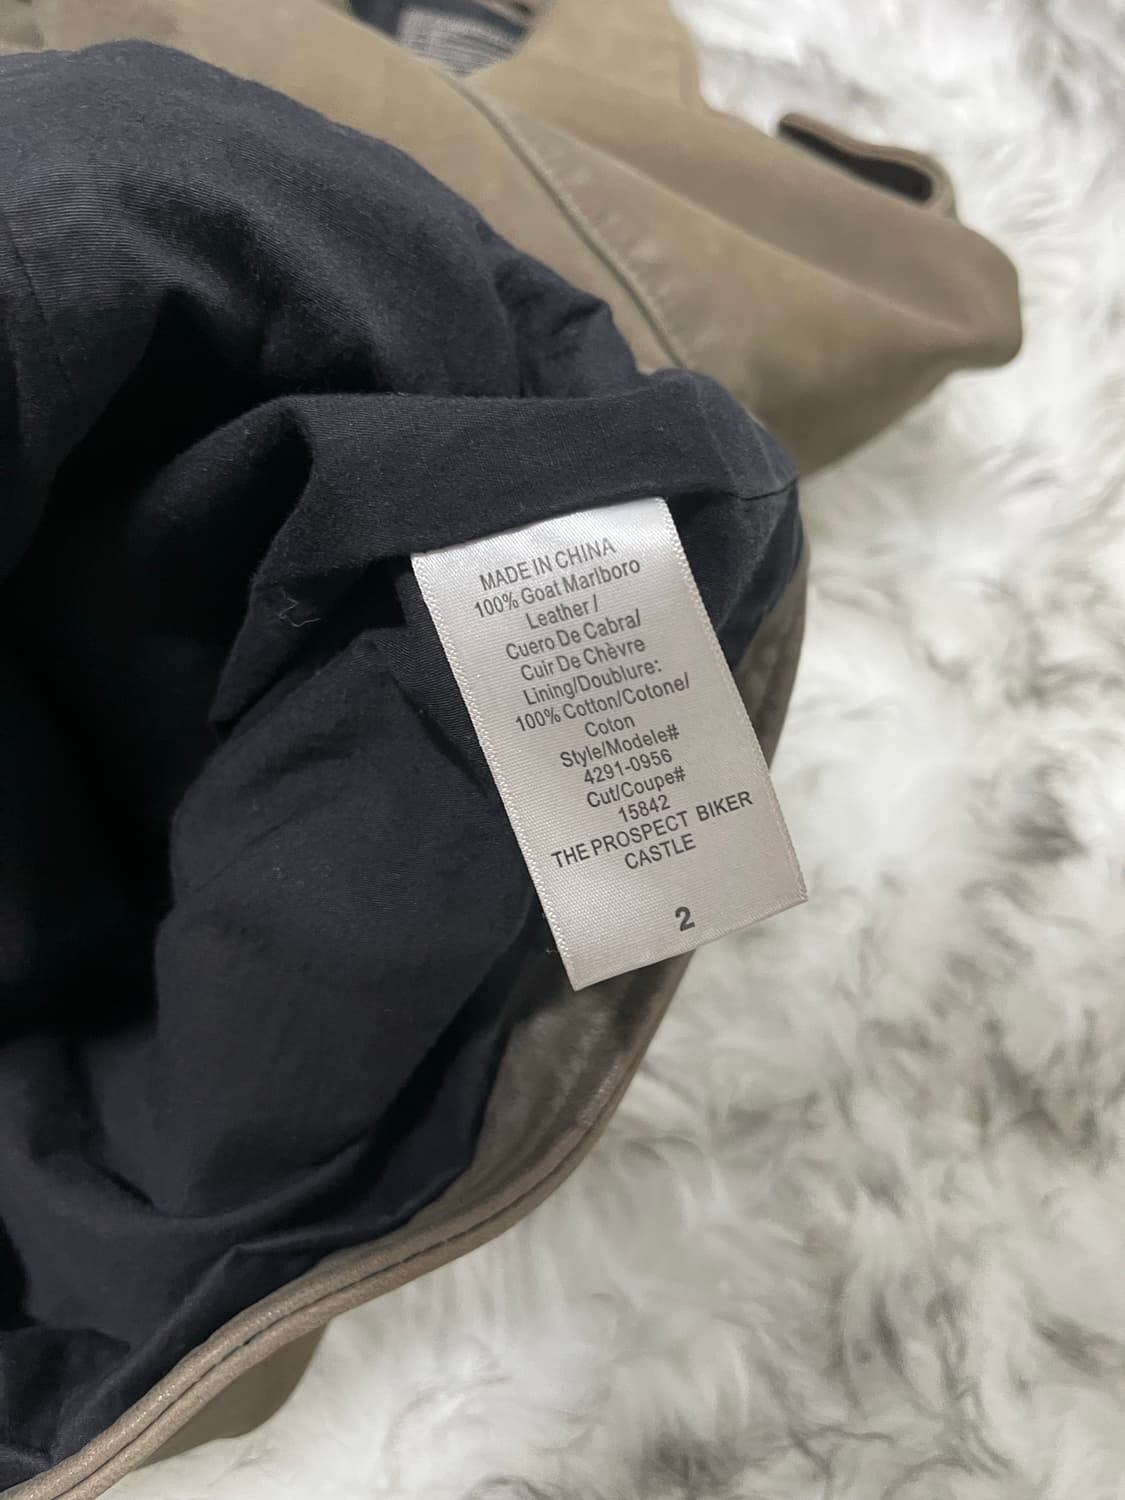 MADE IN CHINA
100% Goat Marlboro
Leather /
Cuero De Cabra/
Cuir De Chèvre
Lining/Doublure:
100% Cotton/Cotone/
Coton
Style/Modele#
4291-0956
Cut/Coupe#
15842
THE PROSPECT BIKER
CASTLE
2